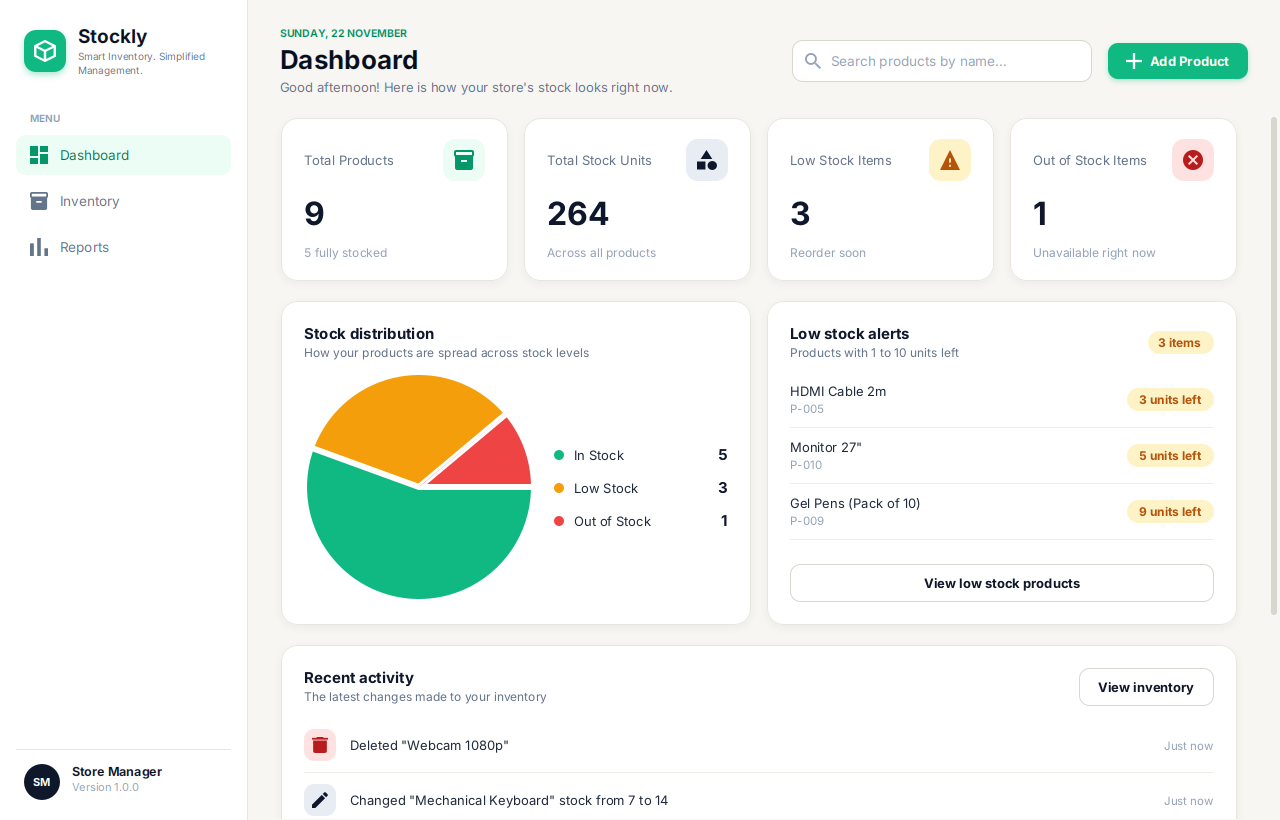 Stockly
Smart Inventory. Simplified
Management.
MENU
Dashboard
Inventory
Reports
SM
Store Manager
Version 1.0.0
SUNDAY, 22 NOVEMBER
Dashboard
Good afternoon! Here is how your store's stock looks right now.
Search products by name...
Add Product
Total Products
9
5 fully stocked
Total Stock Units
264
Across all products
Low Stock Items
3
Reorder soon
Out of Stock Items
1
Unavailable right now
Stock distribution
How your products are spread across stock levels
In Stock 5
Low Stock 3
Out of Stock 1
Low stock alerts
Products with 1 to 10 units left
3 items
HDMI Cable 2m
P-005
3 units left
Monitor 27"
P-010
5 units left
Gel Pens (Pack of 10)
P-009
9 units left
View low stock products
Recent activity
The latest changes made to your inventory
View inventory
Deleted "Webcam 1080p" Just now
Changed "Mechanical Keyboard" stock from 7 to 14 Just now